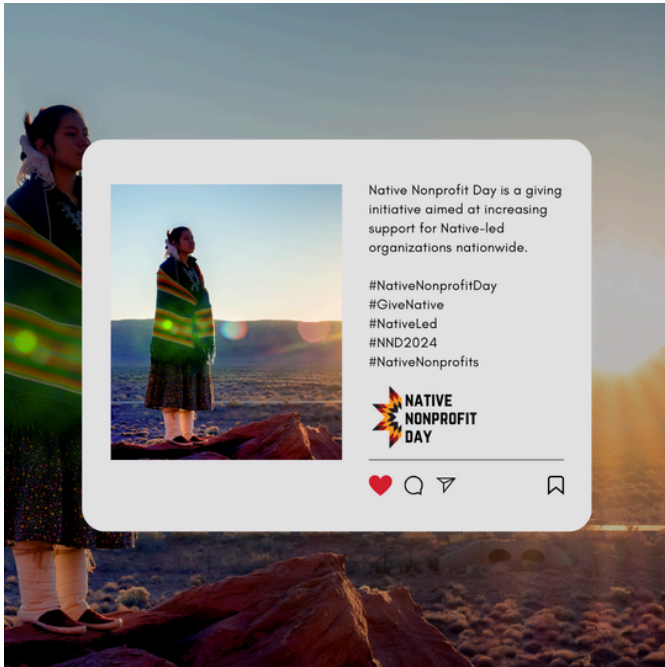 Native Nonprofit Day is a giving
initiative aimed at increasing
support for Native-led
organizations nationwide.
#NativeNonprofitDay
#GiveNative
#NativeLed
#NND2024
#NativeNonprofits
NATIVE
NONPROFIT
DAY